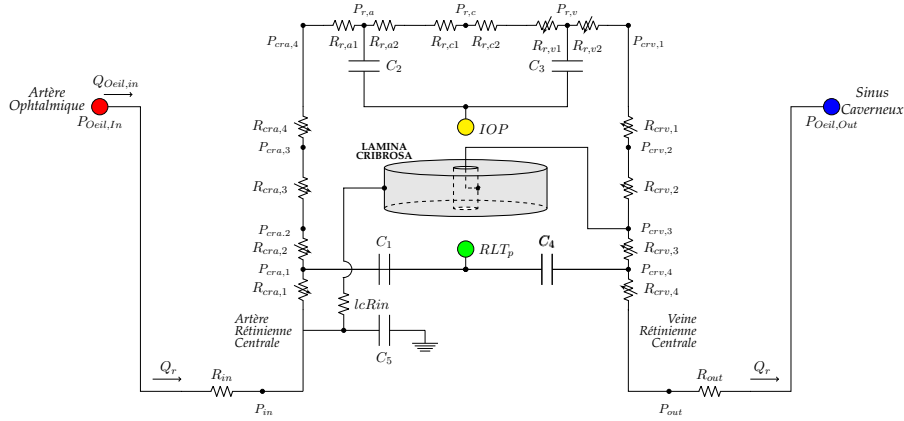 P_{r,a}
P_{r,c}
P_{r,v}
P_{cra,4}
R_{r,a1}
R_{r,a2}
R_{r,c1}
R_{r,c2}
R_{r,v1}
R_{r,v2}
P_{crv,1}
C_2
C_3
Q_{Oeil,in}
Artère
Ophtalmique
P_{Oeil,In}
Sinus
Caverneux
P_{Oeil,Out}
R_{cra,4}
IOP
R_{crv,1}
P_{cra,3}
LAMINA
CRIBROSA
P_{crv,2}
R_{cra,3}
R_{crv,2}
P_{cra.2}
P_{crv,3}
R_{cra,2}
C_1
RLT_p
C_4
R_{crv,3}
P_{cra,1}
P_{crv,4}
R_{cra,1}
lcRin
R_{crv,4}
Artère
Rétinienne
Centrale
C_5
Veine
Rétinienne
Centrale
Q_r
R_{in}
P_{in}
P_{out}
R_{out}
Q_r